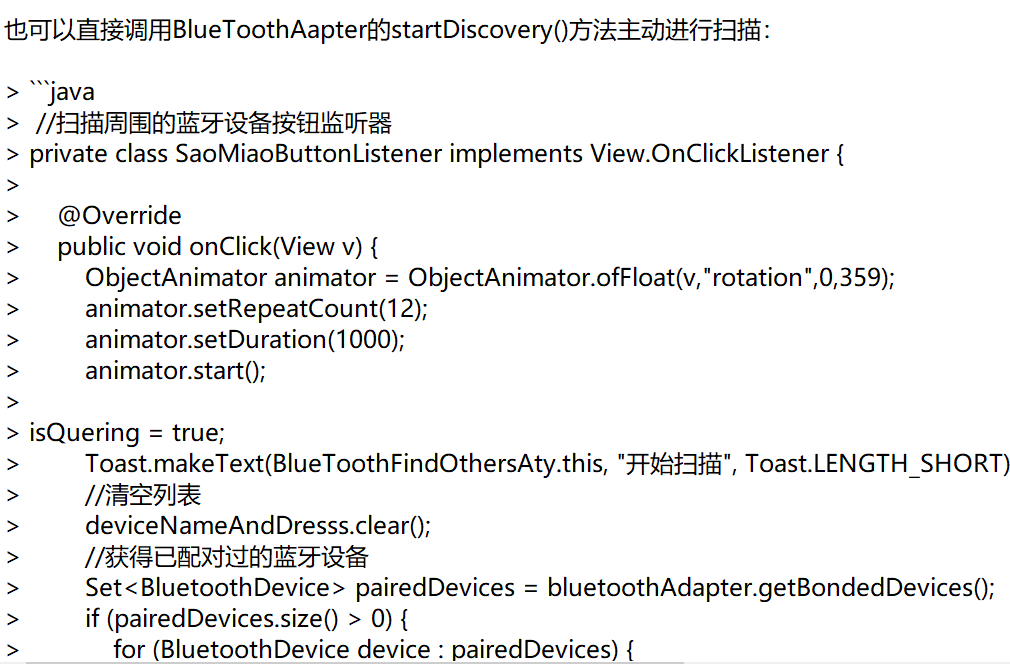 也可以直接调用BlueToothAapter的startDiscovery()方法主动进行扫描：
> ```java
> //扫描周围的蓝牙设备按钮监听器
> private class SaoMiaoButtonListener implements View.OnClickListener {
>
>     @Override
>     public void onClick(View v) {
>         ObjectAnimator animator = ObjectAnimator.ofFloat(v,"rotation",0,359);
>         animator.setRepeatCount(12);
>         animator.setDuration(1000);
>         animator.start();
>
> isQuering = true;
>         Toast.makeText(BlueToothFindOthersAty.this, "开始扫描", Toast.LENGTH_SHORT)
>         //清空列表
>         deviceNameAndDresss.clear();
>         //获得已配对过的蓝牙设备
>         Set<BluetoothDevice> pairedDevices = bluetoothAdapter.getBondedDevices();
>         if (pairedDevices.size() > 0) {
>             for (BluetoothDevice device : pairedDevices) {